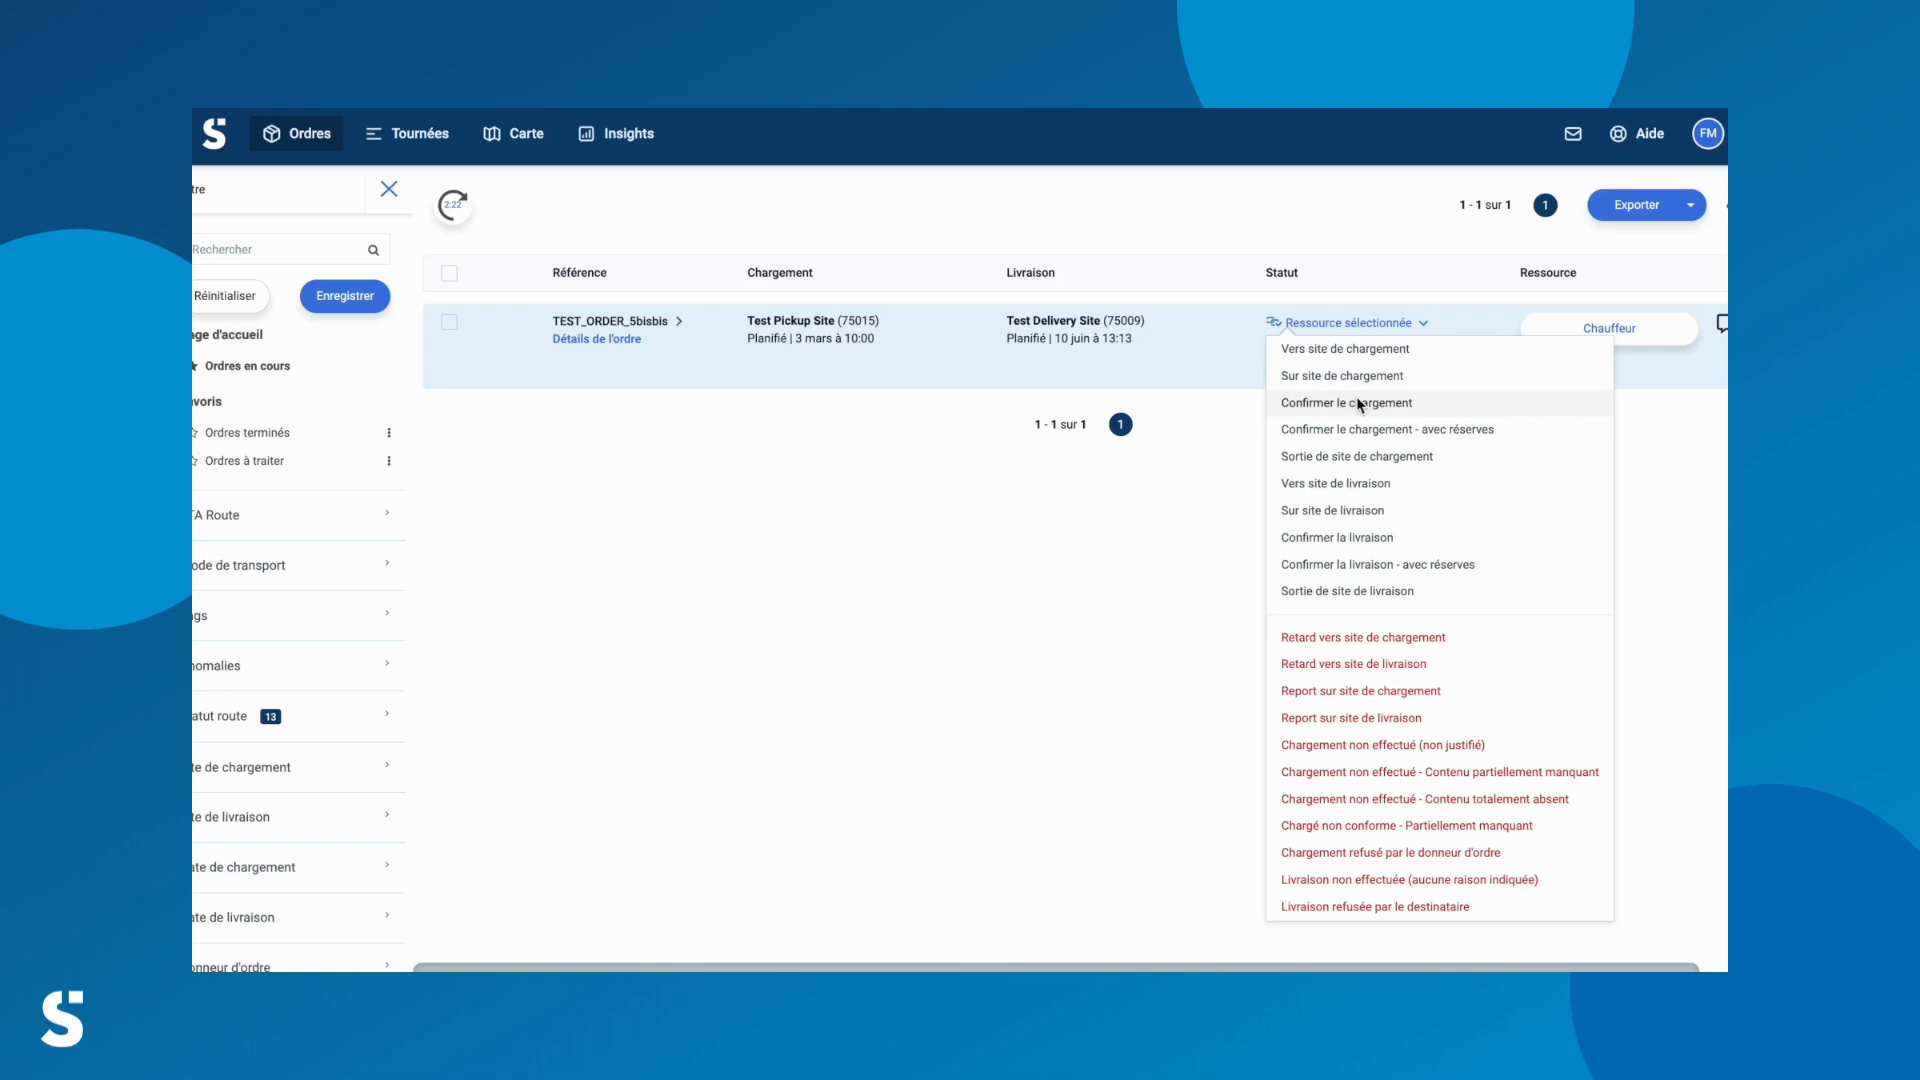 Ordres
Tournées
Carte
Insights
Aide
FM
tre
2:22
1 - 1 sur 1
1
Exporter
Rechercher
Réinitialiser
Enregistrer
Référence
Chargement
Livraison
Statut
Ressource
TEST_ORDER_5bisbis
Détails de l'ordre
Test Pickup Site (75015)
Planifié | 3 mars à 10:00
Test Delivery Site (75009)
Planifié | 10 juin à 13:13
Ressource sélectionnée
Chauffeur
1 - 1 sur 1
1
ge d'accueil
Ordres en cours
voris
Ordres terminés
Ordres à traiter
TA Route
ode de transport
gs
nomalies
atut route
13
te de chargement
te de livraison
ate de chargement
ate de livraison
onneur d'ordre
Vers site de chargement
Sur site de chargement
Confirmer le chargement
Confirmer le chargement - avec réserves
Sortie de site de chargement
Vers site de livraison
Sur site de livraison
Confirmer la livraison
Confirmer la livraison - avec réserves
Sortie de site de livraison
Retard vers site de chargement
Retard vers site de livraison
Report sur site de chargement
Report sur site de livraison
Chargement non effectué (non justifié)
Chargement non effectué - Contenu partiellement manquant
Chargement non effectué - Contenu totalement absent
Chargé non conforme - Partiellement manquant
Chargement refusé par le donneur d'ordre
Livraison non effectuée (aucune raison indiquée)
Livraison refusée par le destinataire